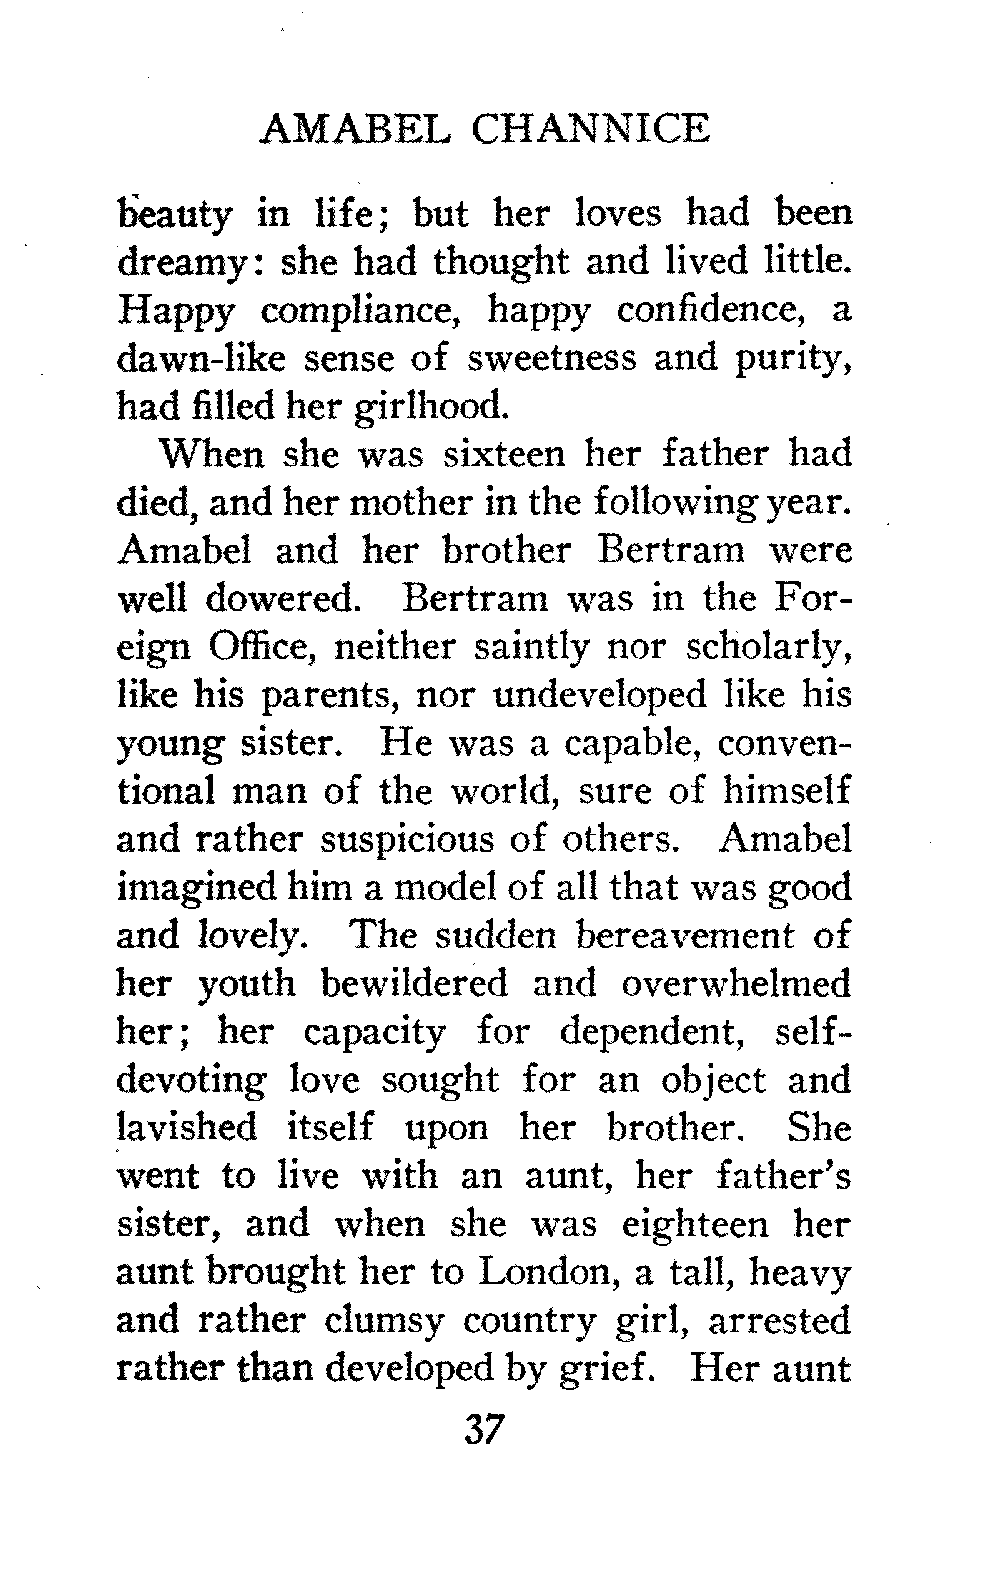 AMABEL CHANNICE
beauty in life; but her loves had been
dreamy: she had thought and lived little.
Happy compliance, happy confidence, a
dawn-like sense of sweetness and purity,
had filled her girlhood.
When she was sixteen her father had
died, and her mother in the following year.
Amabel and her brother Bertram were
well dowered. Bertram was in the For-
eign Office, neither saintly nor scholarly,
like his parents, nor undeveloped like his
young sister. He was a capable, conven-
tional man of the world, sure of himself
and rather suspicious of others. Amabel
imagined him a model of all that was good
and lovely. The sudden bereavement of
her youth bewildered and overwhelmed
her; her capacity for dependent, self-
devoting love sought for an object and
lavished itself upon her brother. She
went to live with an aunt, her father's
sister, and when she was eighteen her
aunt brought her to London, a tall, heavy
and rather clumsy country girl, arrested
rather than developed by grief. Her aunt
37